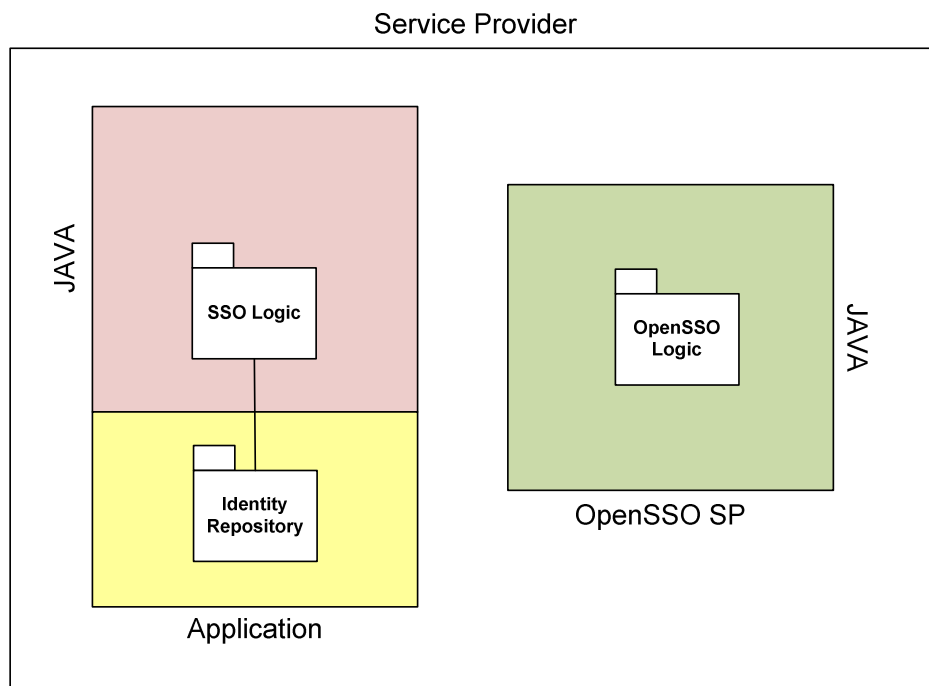 Service Provider
JAVA
SSO Logic
Identity
Repository
Application
OpenSSO
Logic
JAVA
OpenSSO SP